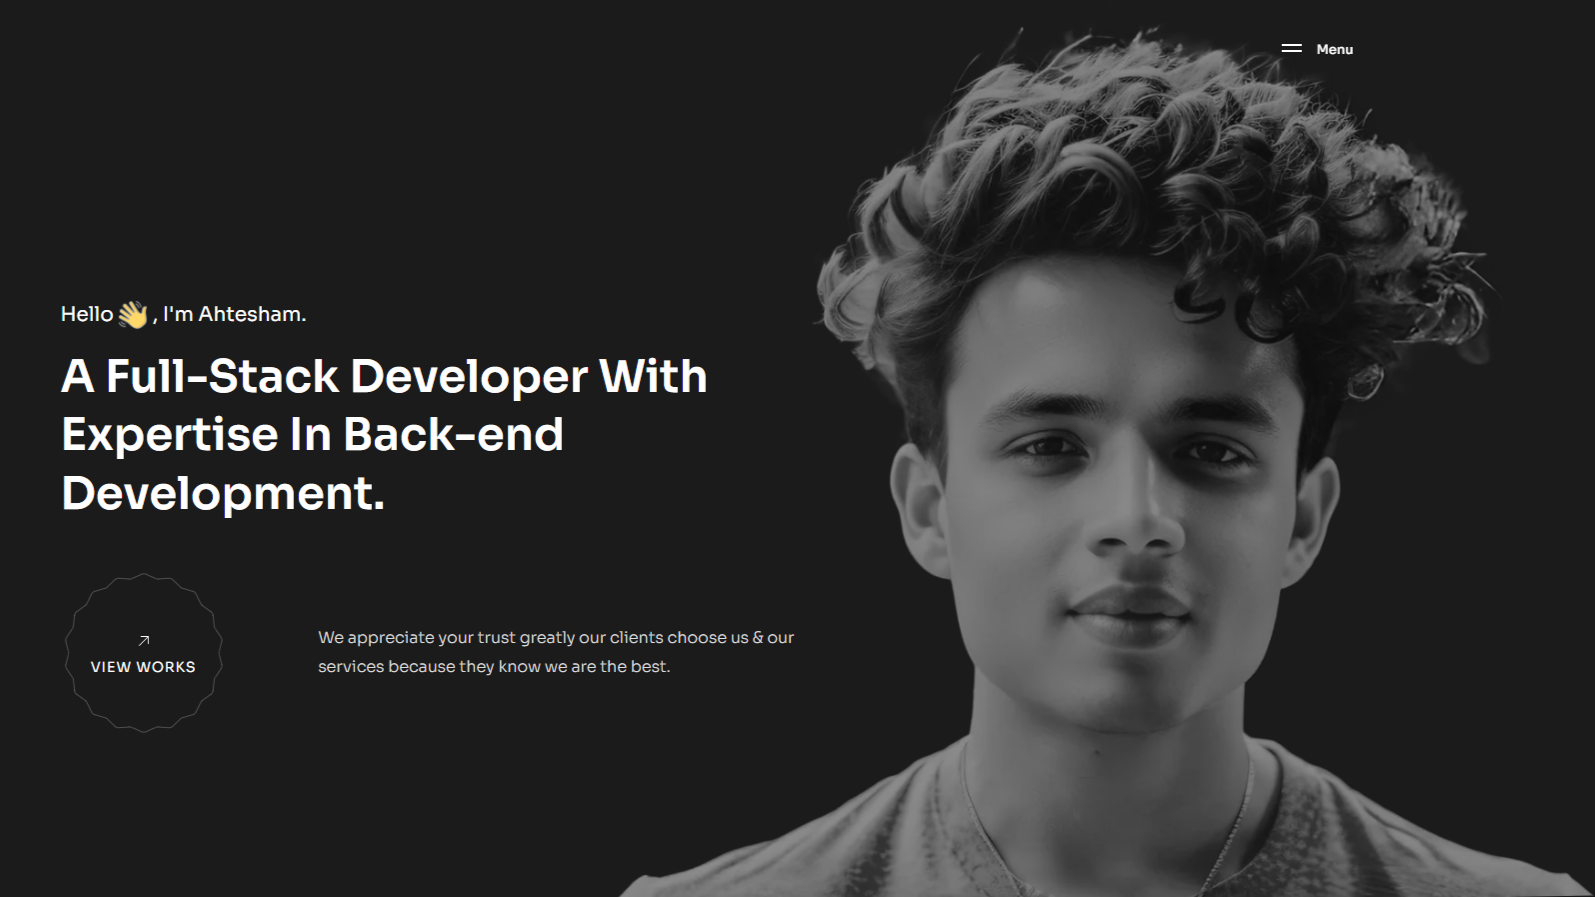 Menu
Hello 👋 , I'm Ahtesham.
A Full-Stack Developer With
Expertise In Back-end
Development.
VIEW WORKS
We appreciate your trust greatly our clients choose us & our
services because they know we are the best.